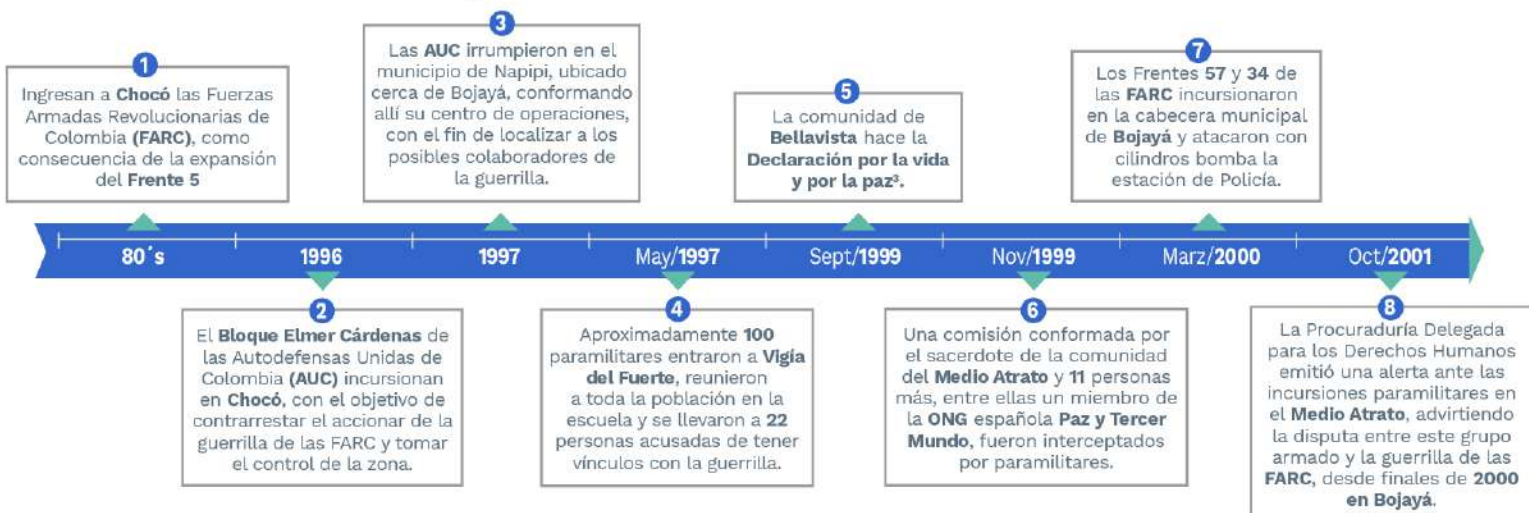 1
Ingresan a Chocó las Fuerzas
Armadas Revolucionarias de
Colombia (FARC), como
consecuencia de la expansión
del Frente 5
3
Las AUC irrumpieron en el
municipio de Napipi, ubicado
cerca de Bojayá, conformando
allí su centro de operaciones,
con el fin de localizar a los
posibles colaboradores de
la guerrilla.
5
La comunidad de
Bellavista hace la
Declaración por la vida
y por la paz³.
7
Los Frentes 57 y 34 de
las FARC incursionaron
en la cabecera municipal
de Bojayá y atacaron con
cilindros bomba la
estación de Policía.
80´s 1996 1997 May/1997 Sept/1999 Nov/1999 Marz/2000 Oct/2001
2
El Bloque Elmer Cárdenas de
las Autodefensas Unidas de
Colombia (AUC) incursionan
en Chocó, con el objetivo de
contrarrestar el accionar de la
guerrilla de las FARC y tomar
el control de la zona.
4
Aproximadamente 100
paramilitares entraron a Vigía
del Fuerte, reunieron
a toda la población en la
escuela y se llevaron a 22
personas acusadas de tener
vínculos con la guerrilla.
6
Una comisión conformada por
el sacerdote de la comunidad
del Medio Atrato y 11 personas
más, entre ellas un miembro de
la ONG española Paz y Tercer
Mundo, fueron interceptados
por paramilitares.
8
La Procuraduría Delegada
para los Derechos Humanos
emitió una alerta ante las
incursiones paramilitares en
el Medio Atrato, advirtiendo
la disputa entre este grupo
armado y la guerrilla de las
FARC, desde finales de 2000
en Bojayá.